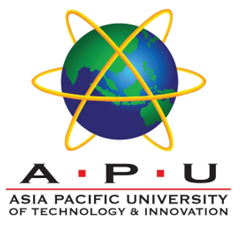 A·P·U
ASIA PACIFIC UNIVERSITY
OF TECHNOLOGY & INNOVATION